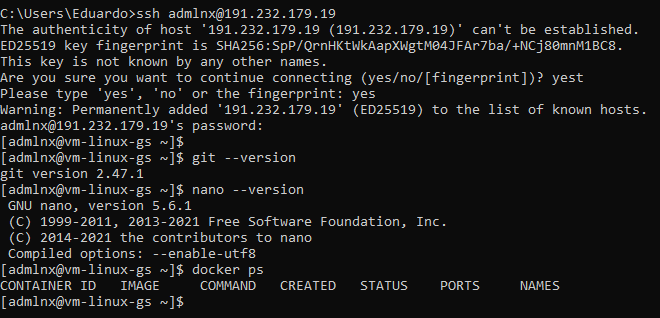 C:\Users\Eduardo>ssh admlnx@191.232.179.19
The authenticity of host '191.232.179.19 (191.232.179.19)' can't be established.
ED25519 key fingerprint is SHA256:SpP/QrnHKtWkAapXWgtM04JFAr7ba/+NCj80mnM1BC8.
This key is not known by any other names.
Are you sure you want to continue connecting (yes/no/[fingerprint])? yest
Please type 'yes', 'no' or the fingerprint: yes
Warning: Permanently added '191.232.179.19' (ED25519) to the list of known hosts.
admlnx@191.232.179.19's password:
[admlnx@vm-linux-gs ~]$
[admlnx@vm-linux-gs ~]$ git --version
git version 2.47.1
[admlnx@vm-linux-gs ~]$ nano --version
 GNU nano, version 5.6.1
 (C) 1999-2011, 2013-2021 Free Software Foundation, Inc.
 (C) 2014-2021 the contributors to nano
 Compiled options: --enable-utf8
[admlnx@vm-linux-gs ~]$ docker ps
CONTAINER ID   IMAGE     COMMAND   CREATED   STATUS    PORTS     NAMES
[admlnx@vm-linux-gs ~]$